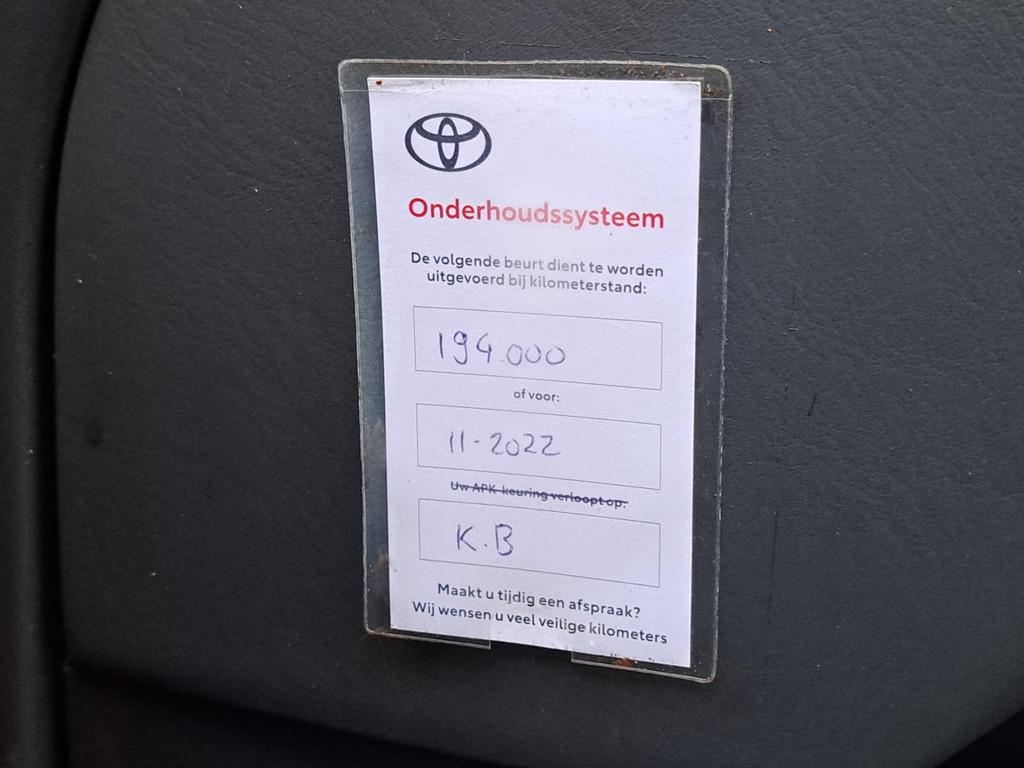 Onderhoudssysteem
De volgende beurt dient te worden
uitgevoerd bij kilometerstand:
194.000
of voor:
11-2022
Uw APK-keuring verloopt op:
K.B
Maakt u tijdig een afspraak?
Wij wensen u veel veilige kilometers